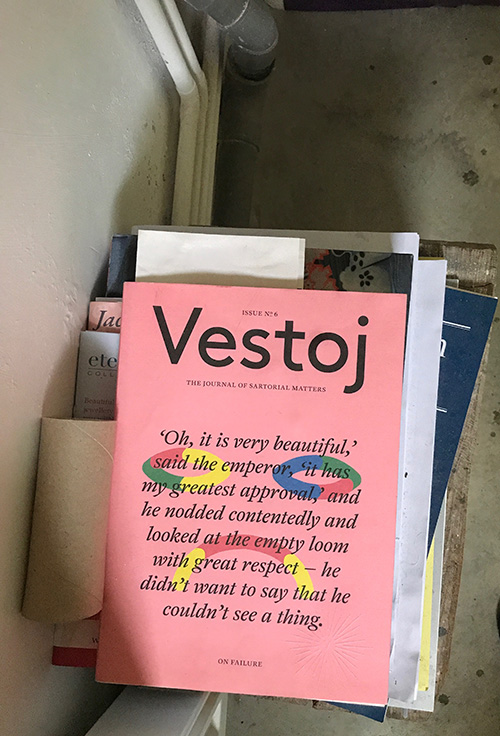 ISSUE Nº 6
Vestoj
THE JOURNAL OF SARTORIAL MATTERS
‘Oh, it is very beautiful,’
said the emperor, ‘it has
my greatest approval,’ and
he nodded contentedly and
looked at the empty loom
with great respect – he
didn’t want to say that he
couldn’t see a thing.
ON FAILURE